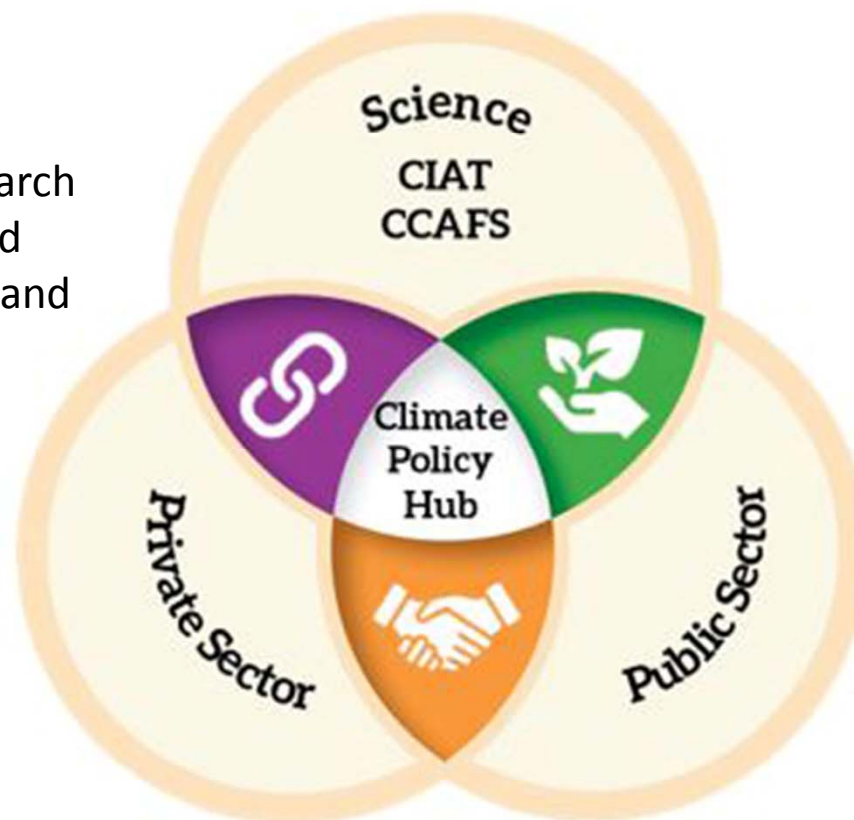 arch
d
and
Science
CIAT
CCAFS
Climate
Policy
Hub
Private Sector
Public Sector